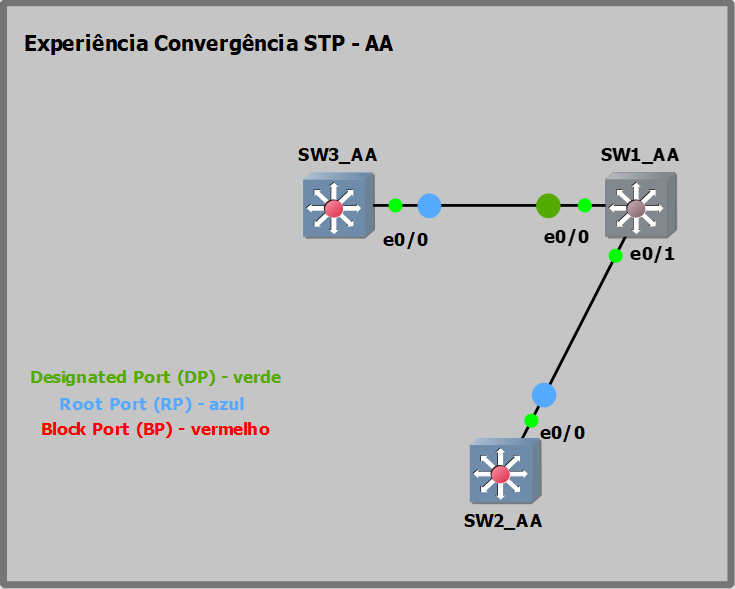 Experiência Convergência STP - AA
SW3_AA
SW1_AA
e0/0
e0/0
e0/1
Designated Port (DP) - verde
Root Port (RP) - azul
Block Port (BP) - vermelho
e0/0
SW2_AA